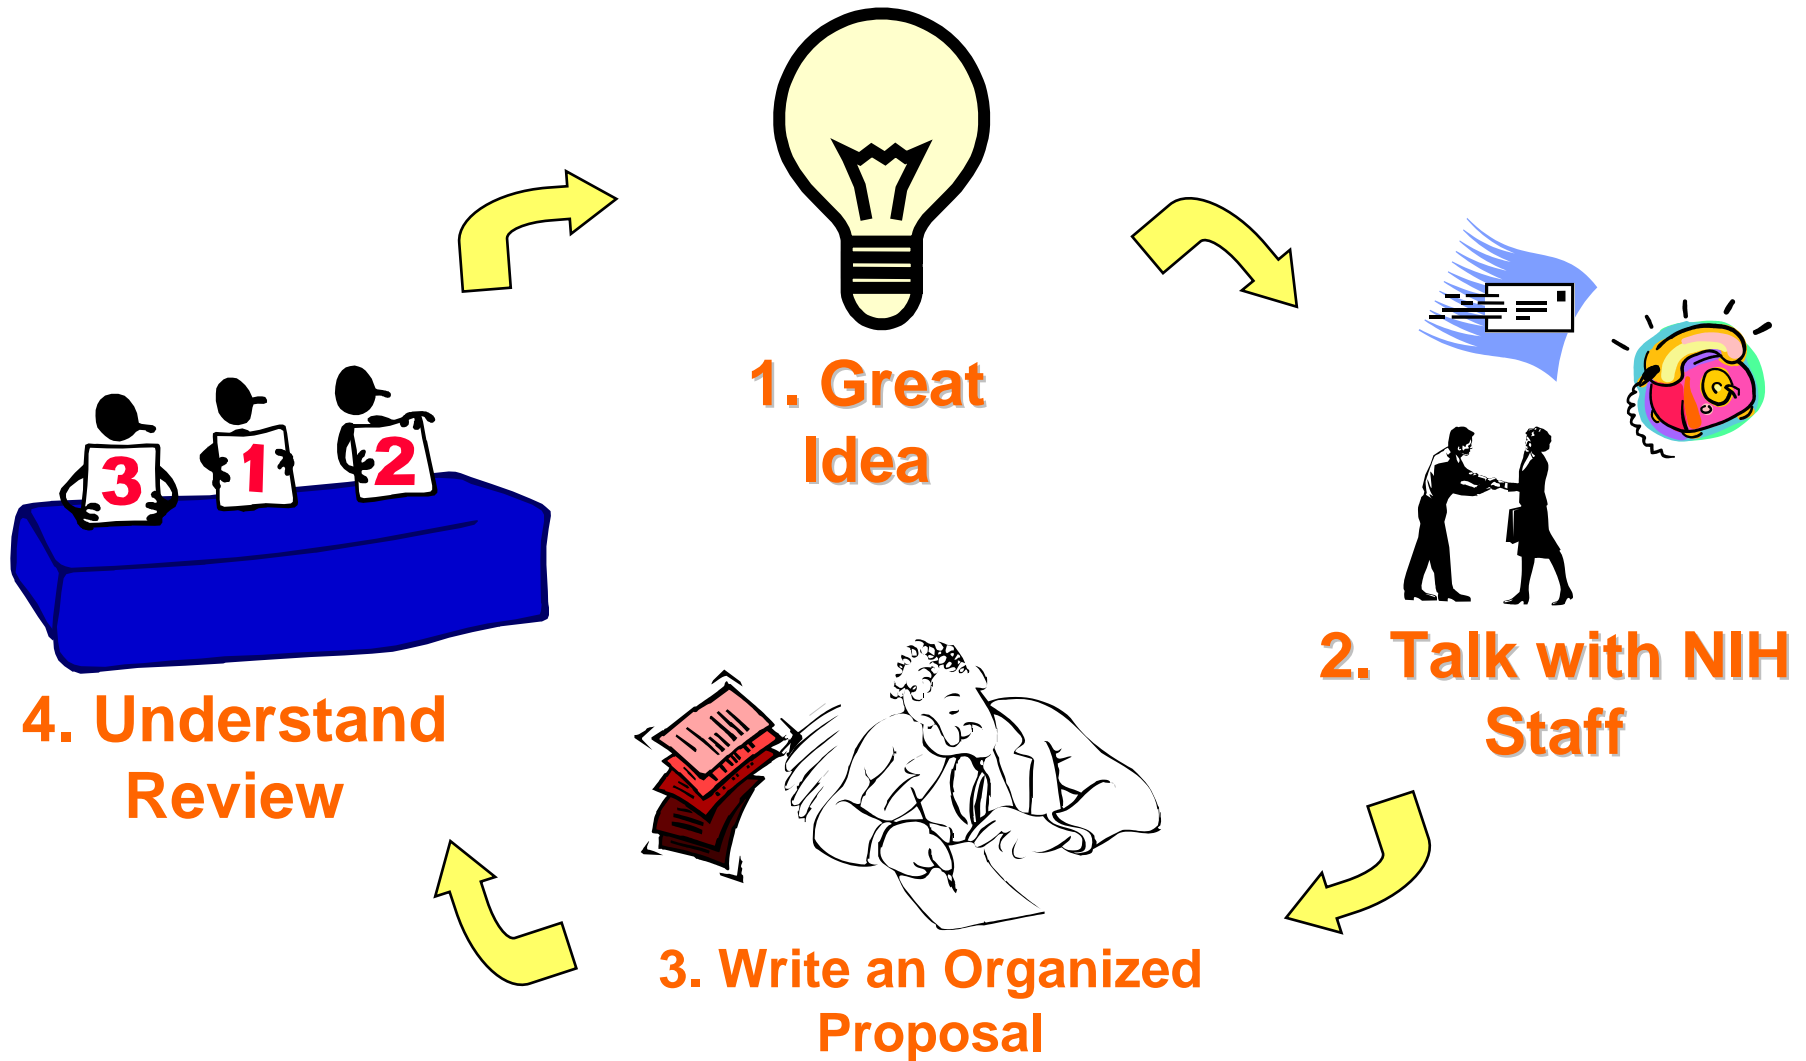 1. Great
Idea
2. Talk with NIH
Staff
3. Write an Organized
Proposal
4. Understand
Review
3
1
2